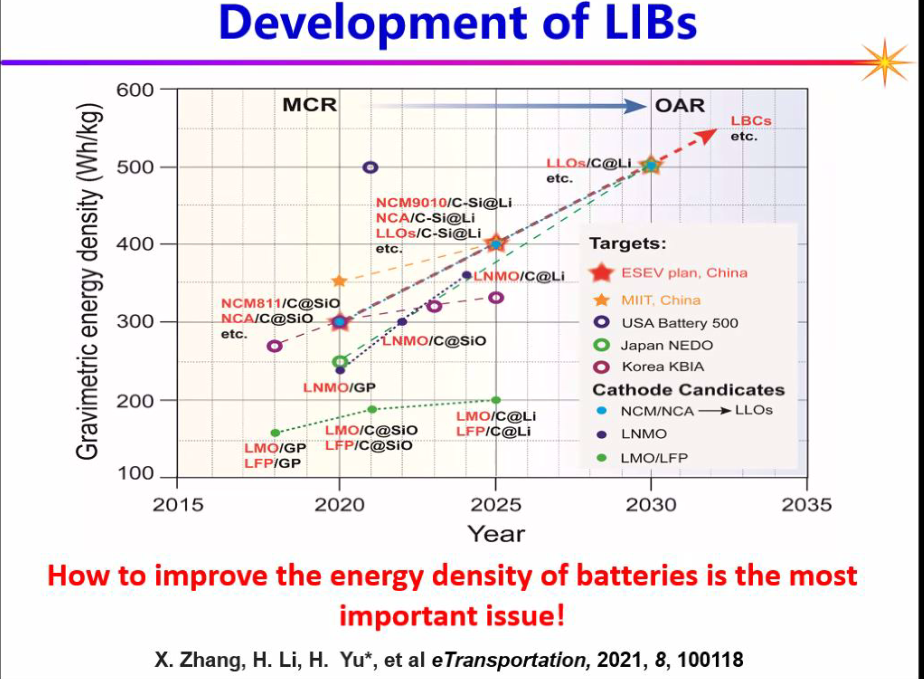 Development of LIBs
Gravimetric energy density (Wh/kg)
600
500
400
300
200
100
MCR
OAR
LBCs
etc.
LLOs/C@Li
etc.
NCM9010/C-Si@Li
NCA/C-Si@Li
LLOs/C-Si@Li
etc.
LNMO/C@Li
NCM811/C@SiO
NCA/C@SiO
etc.
LNMO/C@SiO
LNMO/GP
LMO/C@SiO
LFP/C@SiO
LMO/C@Li
LFP/C@Li
LMO/GP
LFP/GP
Targets:
ESEV plan, China
MIIT, China
USA Battery 500
Japan NEDO
Korea KBIA
Cathode Candidates
NCM/NCA → LLOs
LNMO
LMO/LFP
2015
2020
2025
2030
2035
Year
How to improve the energy density of batteries is the most
important issue!
X. Zhang, H. Li, H. Yu*, et al eTransportation, 2021, 8, 100118